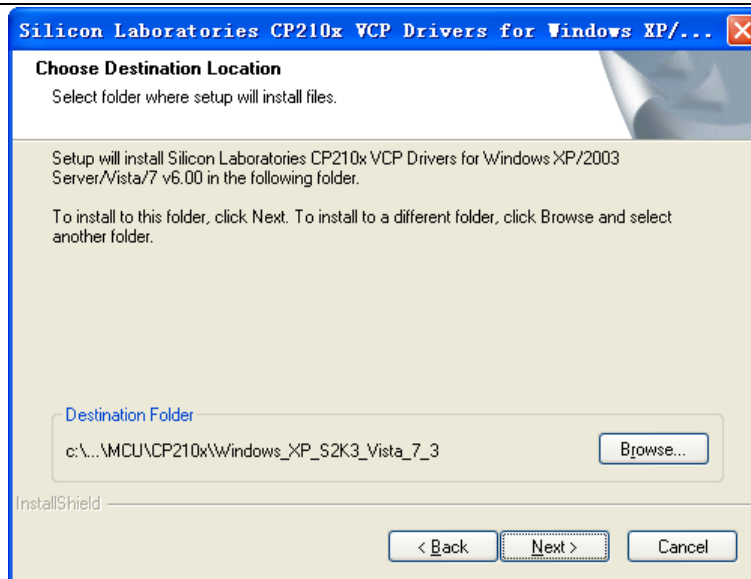 Silicon Laboratories CP210x VCP Drivers for Windows XP/...
Choose Destination Location
Select folder where setup will install files.
Setup will install Silicon Laboratories CP210x VCP Drivers for Windows XP/2003
Server/Vista/7 v6.00 in the following folder.
To install to this folder, click Next. To install to a different folder, click Browse and select
another folder.
Destination Folder
c:\...\MCU\CP210x\Windows_XP_S2K3_Vista_7_3
Browse...
InstallShield
< Back
Next >
Cancel